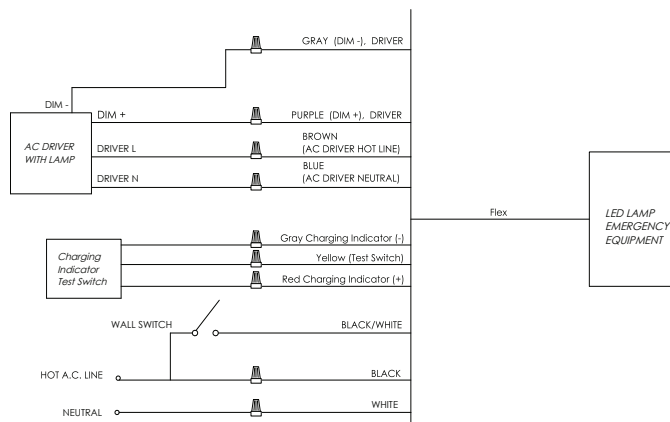 GRAY (DIM -), DRIVER
DIM -
DIM +
PURPLE (DIM +), DRIVER
AC DRIVER
WITH LAMP
DRIVER L
BROWN
(AC DRIVER HOT LINE)
DRIVER N
BLUE
(AC DRIVER NEUTRAL)
Flex
LED LAMP
EMERGENCY
EQUIPMENT
Charging
Indicator
Test Switch
Gray Charging Indicator (-)
Yellow (Test Switch)
Red Charging Indicator (+)
WALL SWITCH
BLACK/WHITE
HOT A.C. LINE
BLACK
NEUTRAL
WHITE